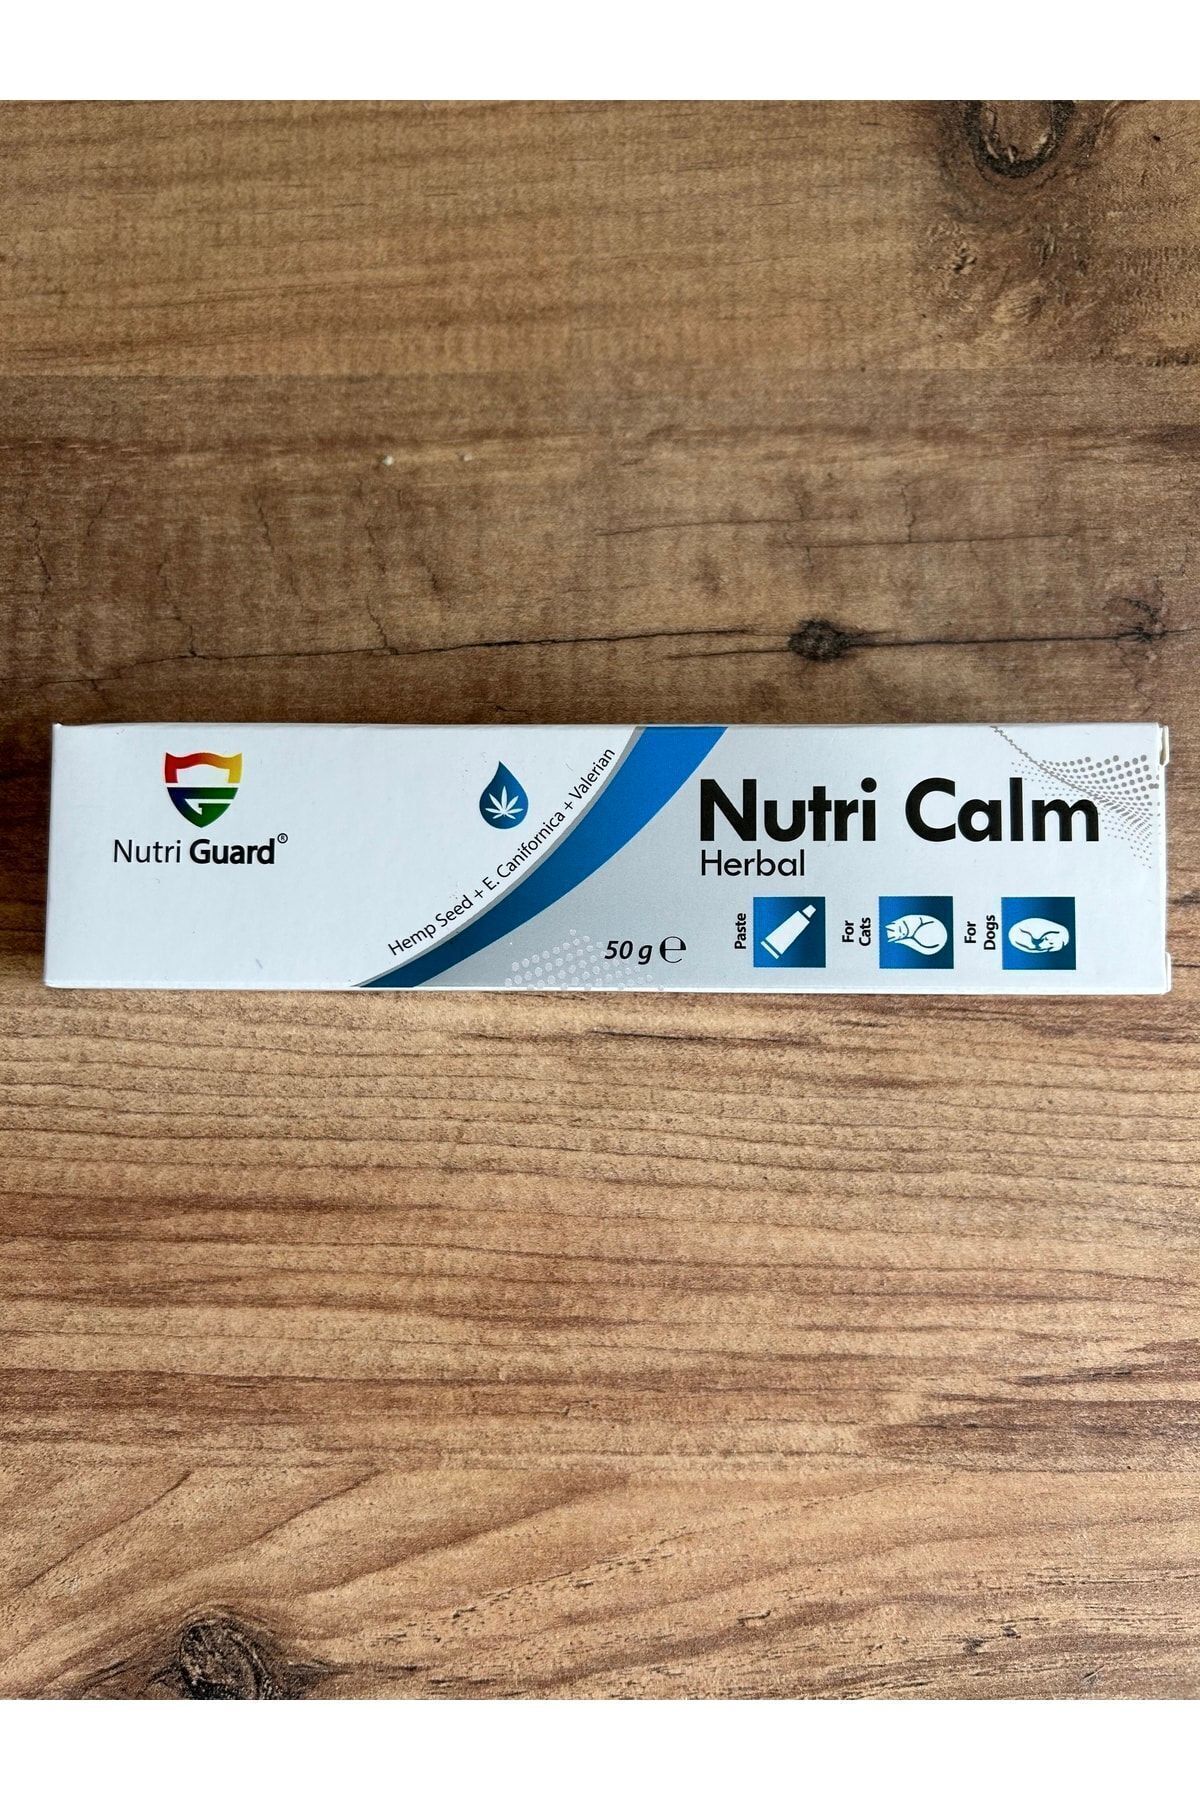 Nutri Guard®
Hemp Seed + E. Canifornica + Valerian
Nutri Calm
Herbal
50 g ℮
Paste
For Cats
For Dogs